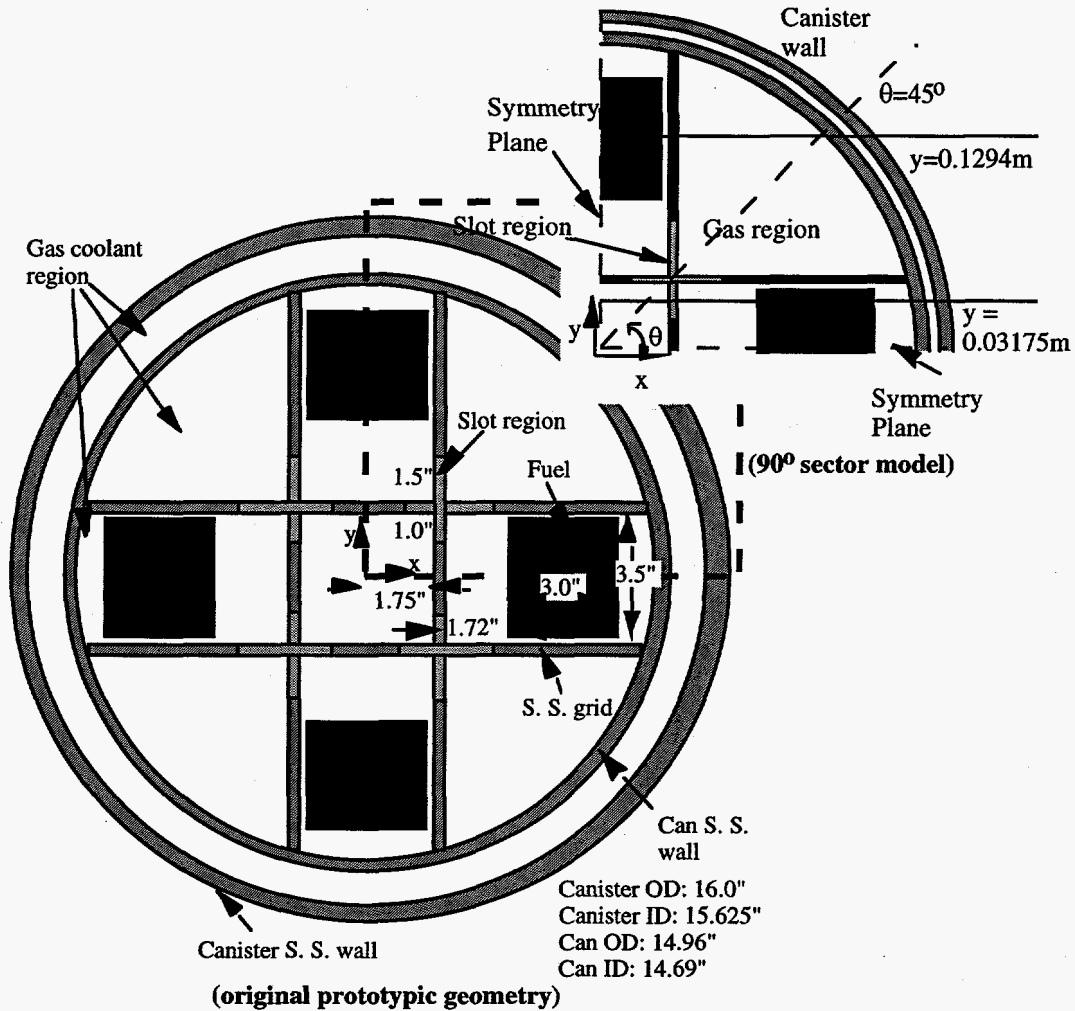 Canister
wall
θ=45⁰
Symmetry
Plane
y=0.1294m
Slot region
Gas region
Gas coolant
region
y
θ
x
y =
0.03175m
Symmetry
Plane
(90⁰ sector model)
Slot region
1.5"
Fuel
1.0"
y
x
3.0"
3.5"
1.75"
1.72"
S. S. grid
Can S. S.
wall
Canister OD: 16.0"
Canister ID: 15.625"
Can OD: 14.96"
Can ID: 14.69"
Canister S. S. wall
(original prototypic geometry)